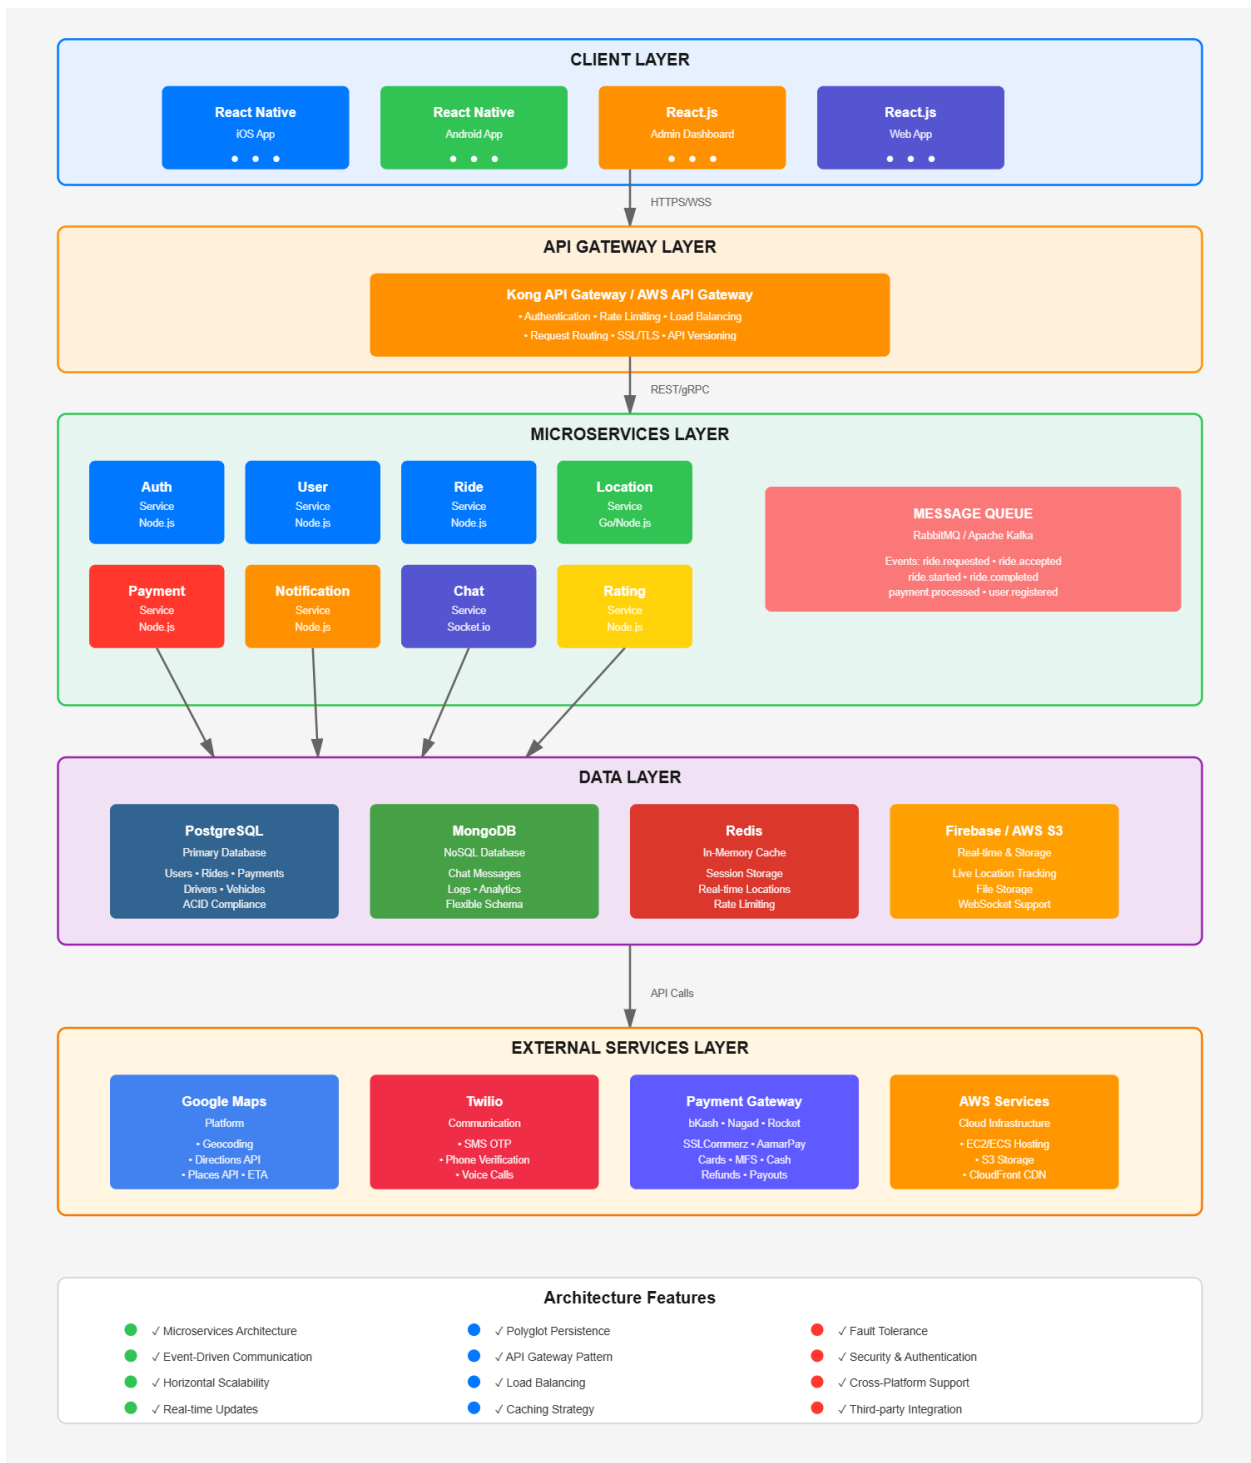 CLIENT LAYER
React Native
iOS App
React Native
Android App
React.js
Admin Dashboard
React.js
Web App
HTTPS/WSS
API GATEWAY LAYER
Kong API Gateway / AWS API Gateway
• Authentication • Rate Limiting • Load Balancing
• Request Routing • SSL/TLS • API Versioning
REST/gRPC
MICROSERVICES LAYER
Auth
Service
Node.js
User
Service
Node.js
Ride
Service
Node.js
Location
Service
Go/Node.js
Payment
Service
Node.js
Notification
Service
Node.js
Chat
Service
Socket.io
Rating
Service
Node.js
MESSAGE QUEUE
RabbitMQ / Apache Kafka
Events: ride.requested • ride.accepted
ride.started • ride.completed
payment.processed • user.registered
DATA LAYER
PostgreSQL
Primary Database
Users • Rides • Payments
Drivers • Vehicles
ACID Compliance
MongoDB
NoSQL Database
Chat Messages
Logs • Analytics
Flexible Schema
Redis
In-Memory Cache
Session Storage
Real-time Locations
Rate Limiting
Firebase / AWS S3
Real-time & Storage
Live Location Tracking
File Storage
WebSocket Support
API Calls
EXTERNAL SERVICES LAYER
Google Maps
Platform
• Geocoding
• Directions API
• Places API • ETA
Twilio
Communication
• SMS OTP
• Phone Verification
• Voice Calls
Payment Gateway
bKash • Nagad • Rocket
SSLCommerz • AamarPay
Cards • MFS • Cash
Refunds • Payouts
AWS Services
Cloud Infrastructure
• EC2/ECS Hosting
• S3 Storage
• CloudFront CDN
Architecture Features
✓ Microservices Architecture
✓ Event-Driven Communication
✓ Horizontal Scalability
✓ Real-time Updates
✓ Polyglot Persistence
✓ API Gateway Pattern
✓ Load Balancing
✓ Caching Strategy
✓ Fault Tolerance
✓ Security & Authentication
✓ Cross-Platform Support
✓ Third-party Integration